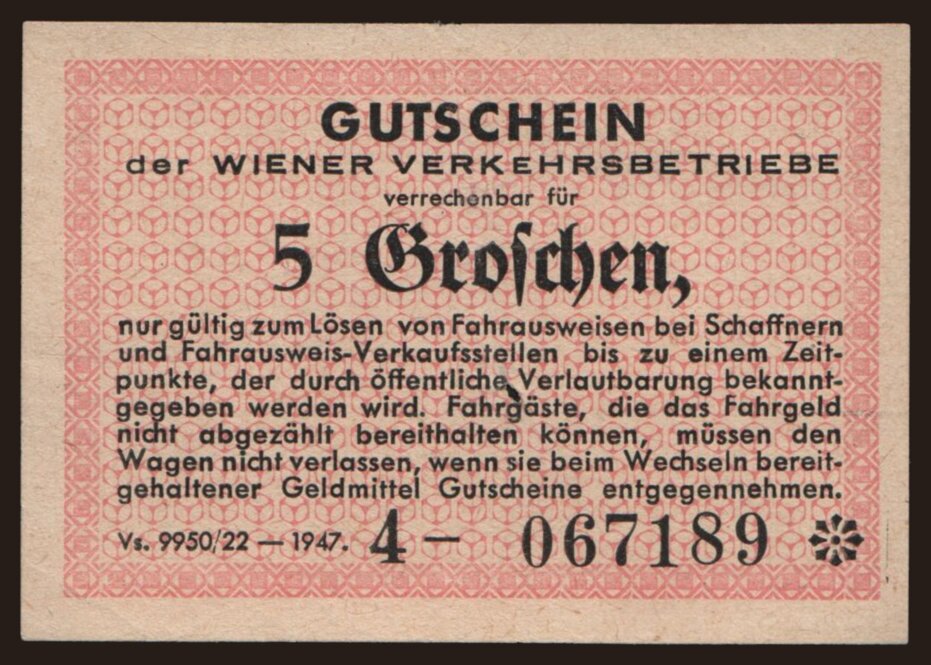 GUTSCHEIN
der WIENER VERKEHRSBETRIEBE
verrechenbar für
5 Groſchen,
nur gültig zum Lösen von Fahrausweisen bei Schaffnern
und Fahrausweis-Verkaufsstellen bis zu einem Zeit-
punkte, der durch öffentliche Verlautbarung bekannt-
gegeben werden wird. Fahrgäste, die das Fahrgeld
nicht abgezählt bereithalten können, müssen den
Wagen nicht verlassen, wenn sie beim Wechseln bereit-
gehaltener Geldmittel Gutscheine entgegennehmen.
Vs. 9950/22 — 1947. 4 — 067189